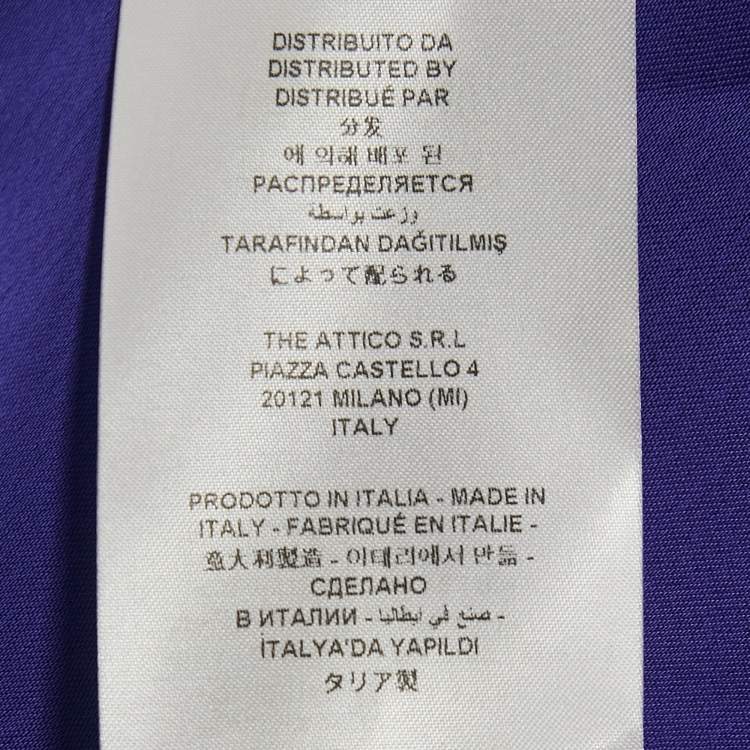 DISTRIBUITO DA
DISTRIBUTED BY
DISTRIBUÉ PAR
分发
에 의해 배포 된
РАСПРЕДЕЛЯЕТСЯ
وزعت بواسطة
TARAFINDAN DAĞITILMIŞ
によって配られる
THE ATTICO S.R.L
PIAZZA CASTELLO 4
20121 MILANO (MI)
ITALY
PRODOTTO IN ITALIA - MADE IN
ITALY - FABRIQUÉ EN ITALIE -
意大利製造 - 이테리에서 만듦 -
СДЕЛАНО
В ИТАЛИИ - صنع في ايطاليا -
İTALYA'DA YAPILDI
タリア製